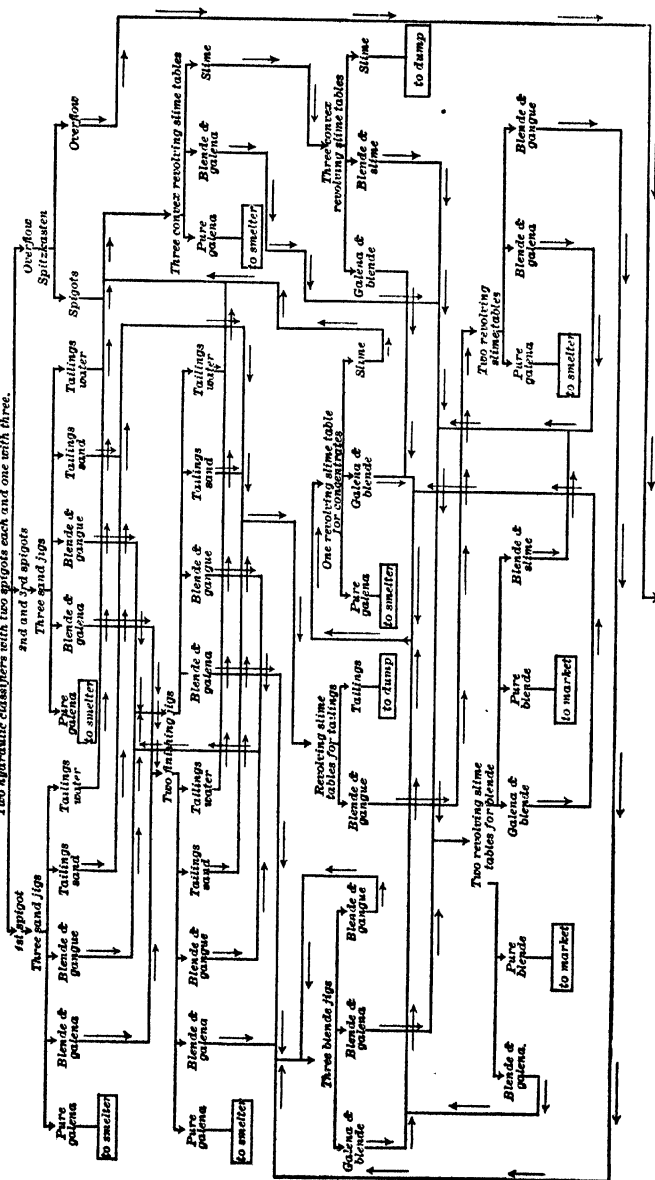 Two hydraulic classifiers with two spigots each and one with three.
1st spigot
2nd and 3rd spigots
Overflow
Spitzkasten
Three sand jigs
Three sand jigs
Spigots
Overflow
Pure
galena
to smelter
Blende &
galena
Blende &
gangue
Tailings
sand
Tailings
water
Pure
galena
to smelter
Blende &
galena
Blende &
gangue
Tailings
sand
Tailings
water
Two finishing jigs
Three convex revolving slime tables
Pure
galena
to smelter
Blende &
galena
Blende &
gangue
Tailings
sand
Tailings
water
Blende &
galena
Blende &
gangue
Tailings
sand
Tailings
water
Pure
galena
to smelter
Blende &
galena
Slime
Three blende jigs
Revolving slime
tables for tailings
One revolving slime table
for concentrates
Three convex
revolving slime tables
Galena &
blende
Blende &
galena
Blende &
gangue
Blende &
gangue
Tailings
to dump
Pure
galena
to smelter
Galena &
blende
Slime
Galena &
blende
Blende &
slime
Slime
to dump
Two revolving slime
tables for blende
Two revolving
slime tables
Blende &
galena
Pure
blende
to market
Galena &
blende
Pure
blende
to market
Blende &
slime
Pure
galena
to smelter
Blende &
galena
Blende &
gangue